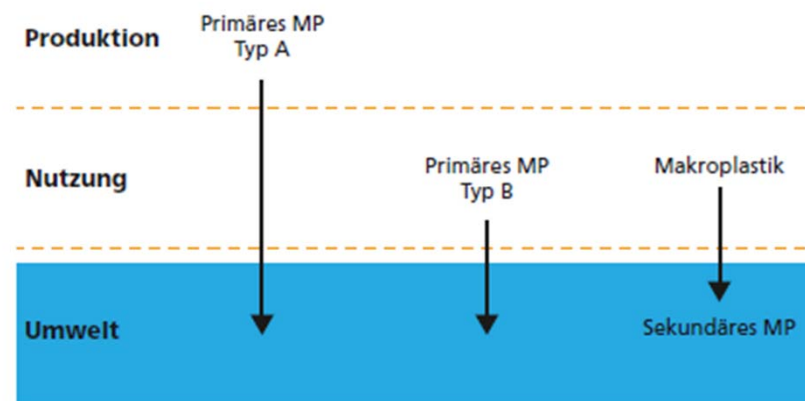 Produktion
Primäres MP
Typ A
Nutzung
Primäres MP
Typ B
Makroplastik
Umwelt
Sekundäres MP